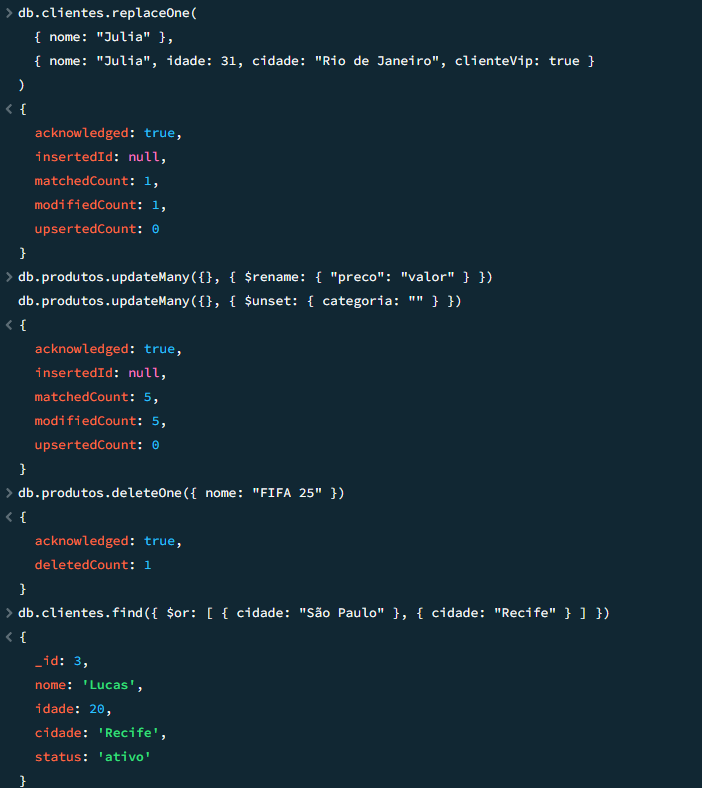 > db.clientes.replaceOne(
    { nome: "Julia" },
    { nome: "Julia", idade: 31, cidade: "Rio de Janeiro", clienteVip: true }
  )
< {
    acknowledged: true,
    insertedId: null,
    matchedCount: 1,
    modifiedCount: 1,
    upsertedCount: 0
  }
> db.produtos.updateMany({}, { $rename: { "preco": "valor" } })
  db.produtos.updateMany({}, { $unset: { categoria: "" } })
< {
    acknowledged: true,
    insertedId: null,
    matchedCount: 5,
    modifiedCount: 5,
    upsertedCount: 0
  }
> db.produtos.deleteOne({ nome: "FIFA 25" })
< {
    acknowledged: true,
    deletedCount: 1
  }
> db.clientes.find({ $or: [ { cidade: "São Paulo" }, { cidade: "Recife" } ] })
< {
    _id: 3,
    nome: 'Lucas',
    idade: 20,
    cidade: 'Recife',
    status: 'ativo'
  }